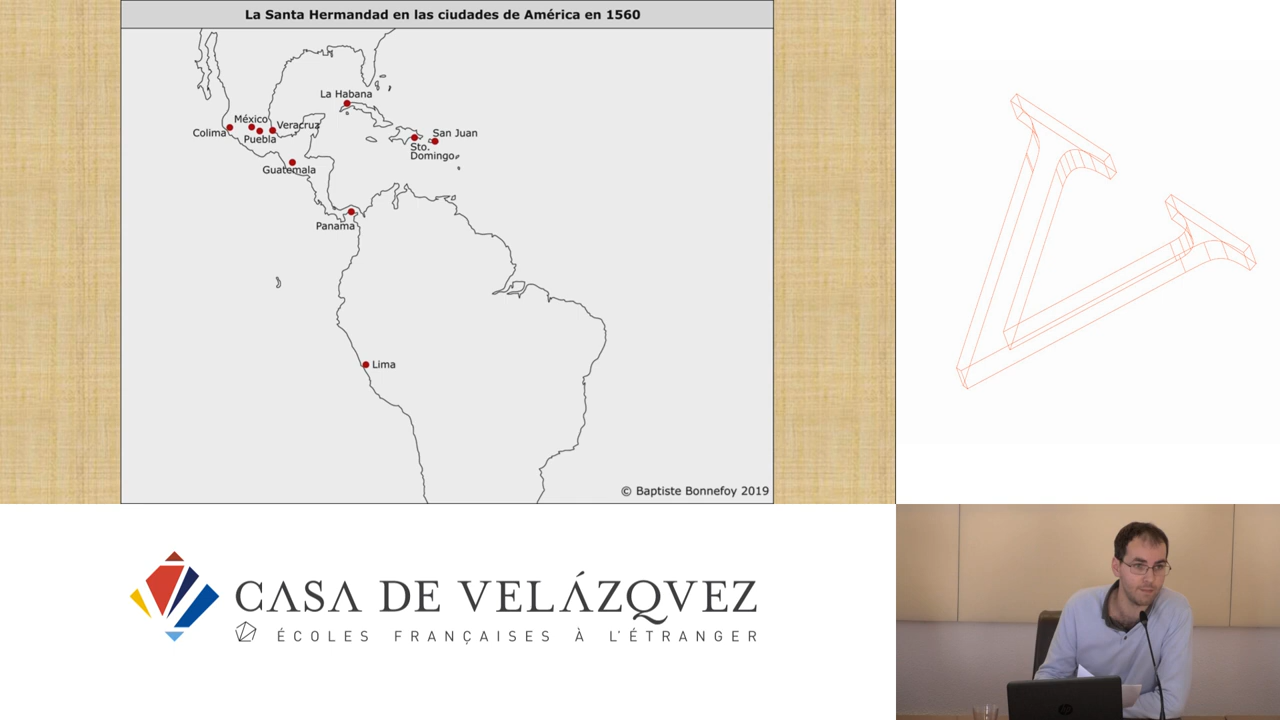 La Santa Hermandad en las ciudades de América en 1560
La Habana
México
Veracruz
Colima
Puebla
San Juan
Sto.
Domingo
Guatemala
Panama
Lima
© Baptiste Bonnefoy 2019
CASA DE VELÁZQVEZ
ÉCOLES FRANÇAISES À L'ÉTRANGER